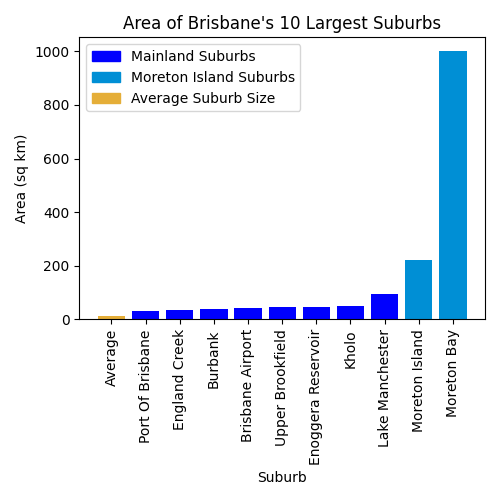 Area of Brisbane's 10 Largest Suburbs
Mainland Suburbs
Moreton Island Suburbs
Average Suburb Size
Area (sq km)
1000
800
600
400
200
0
Average
Port Of Brisbane
England Creek
Burbank
Brisbane Airport
Upper Brookfield
Enoggera Reservoir
Kholo
Lake Manchester
Moreton Island
Moreton Bay
Suburb